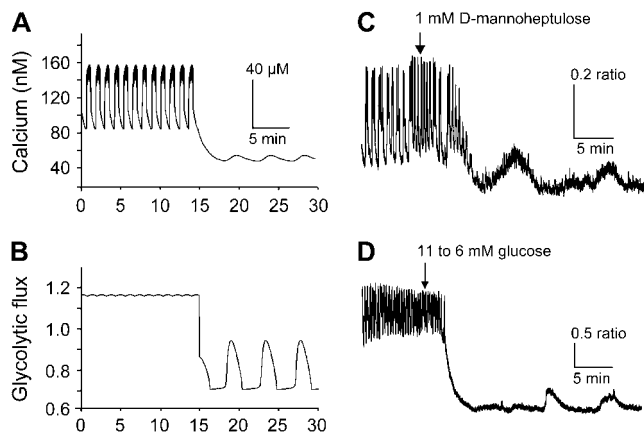 A
Calcium (nM)
160
120
80
40
40 µM
5 min
0 5 10 15 20 25 30
B
Glycolytic flux
1.2
1.0
0.8
0.6
0 5 10 15 20 25 30
C
1 mM D-mannoheptulose
0.2 ratio
5 min
D
11 to 6 mM glucose
0.5 ratio
5 min